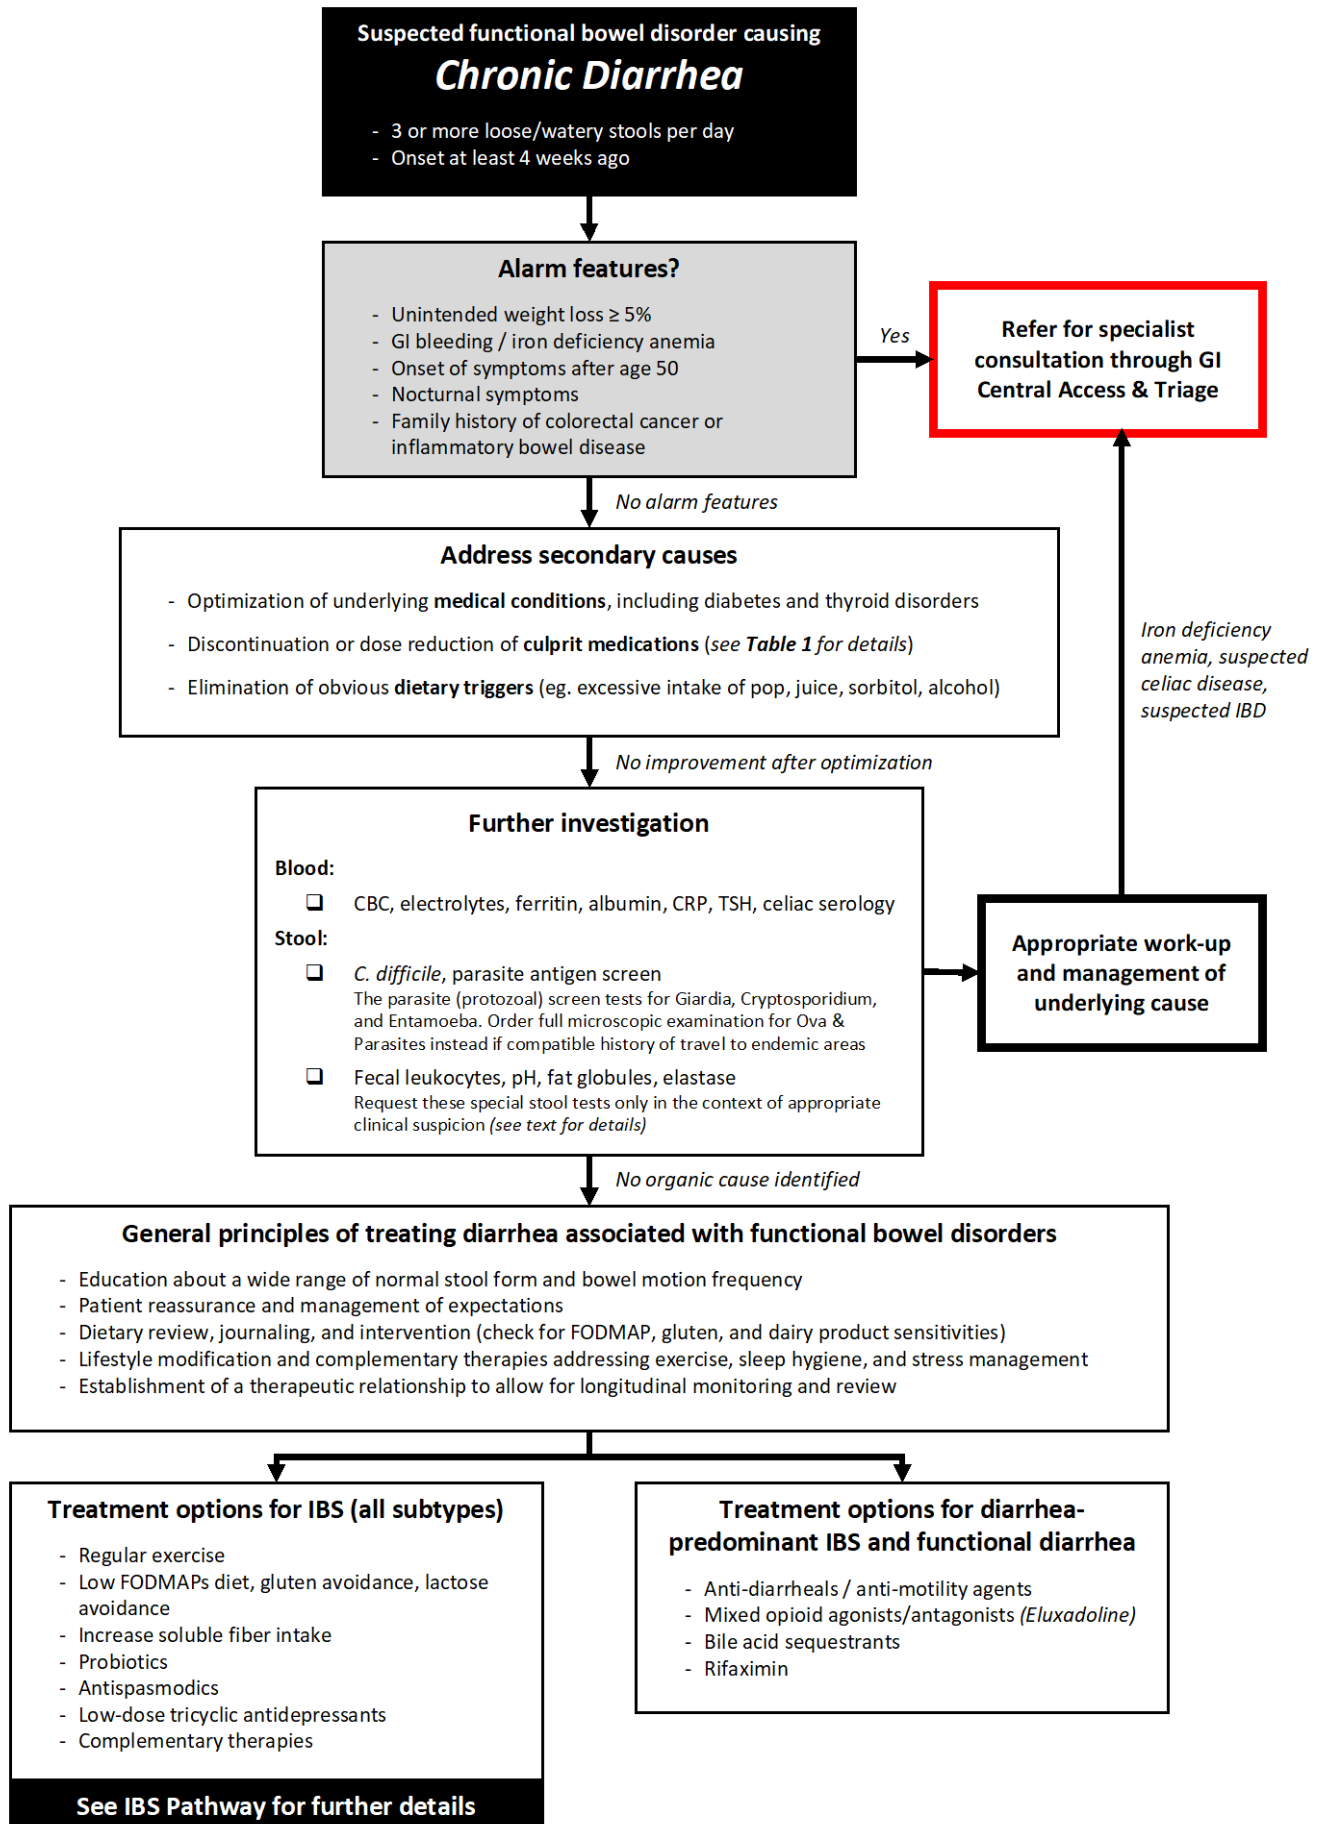 Suspected functional bowel disorder causing
Chronic Diarrhea
- 3 or more loose/watery stools per day
- Onset at least 4 weeks ago
Alarm features?
- Unintended weight loss ≥ 5%
- GI bleeding / iron deficiency anemia
- Onset of symptoms after age 50
- Nocturnal symptoms
- Family history of colorectal cancer or
inflammatory bowel disease
Yes
Refer for specialist
consultation through GI
Central Access & Triage
No alarm features
Address secondary causes
- Optimization of underlying medical conditions, including diabetes and thyroid disorders
- Discontinuation or dose reduction of culprit medications (see Table 1 for details)
- Elimination of obvious dietary triggers (eg. excessive intake of pop, juice, sorbitol, alcohol)
Iron deficiency
anemia, suspected
celiac disease,
suspected IBD
No improvement after optimization
Further investigation
Blood:
❑ CBC, electrolytes, ferritin, albumin, CRP, TSH, celiac serology
Stool:
❑ C. difficile, parasite antigen screen
The parasite (protozoal) screen tests for Giardia, Cryptosporidium,
and Entamoeba. Order full microscopic examination for Ova &
Parasites instead if compatible history of travel to endemic areas
❑ Fecal leukocytes, pH, fat globules, elastase
Request these special stool tests only in the context of appropriate
clinical suspicion (see text for details)
Appropriate work-up
and management of
underlying cause
No organic cause identified
General principles of treating diarrhea associated with functional bowel disorders
- Education about a wide range of normal stool form and bowel motion frequency
- Patient reassurance and management of expectations
- Dietary review, journaling, and intervention (check for FODMAP, gluten, and dairy product sensitivities)
- Lifestyle modification and complementary therapies addressing exercise, sleep hygiene, and stress management
- Establishment of a therapeutic relationship to allow for longitudinal monitoring and review
Treatment options for IBS (all subtypes)
- Regular exercise
- Low FODMAPs diet, gluten avoidance, lactose
avoidance
- Increase soluble fiber intake
- Probiotics
- Antispasmodics
- Low-dose tricyclic antidepressants
- Complementary therapies
See IBS Pathway for further details
Treatment options for diarrhea-
predominant IBS and functional diarrhea
- Anti-diarrheals / anti-motility agents
- Mixed opioid agonists/antagonists (Eluxadoline)
- Bile acid sequestrants
- Rifaximin